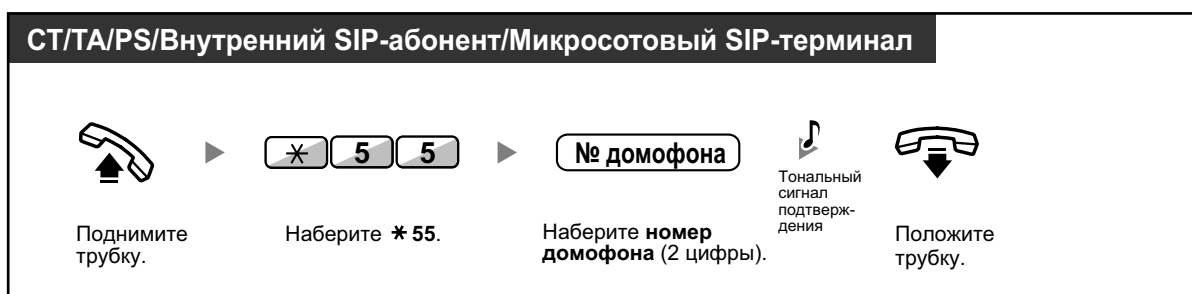 СТ/ТА/PS/Внутренний SIP-абонент/Микросотовый SIP-терминал
* 5 5
№ домофона
Тональный
сигнал
подтверж-
дения
Поднимите
трубку.
Наберите * 55.
Наберите номер
домофона (2 цифры).
Положите
трубку.